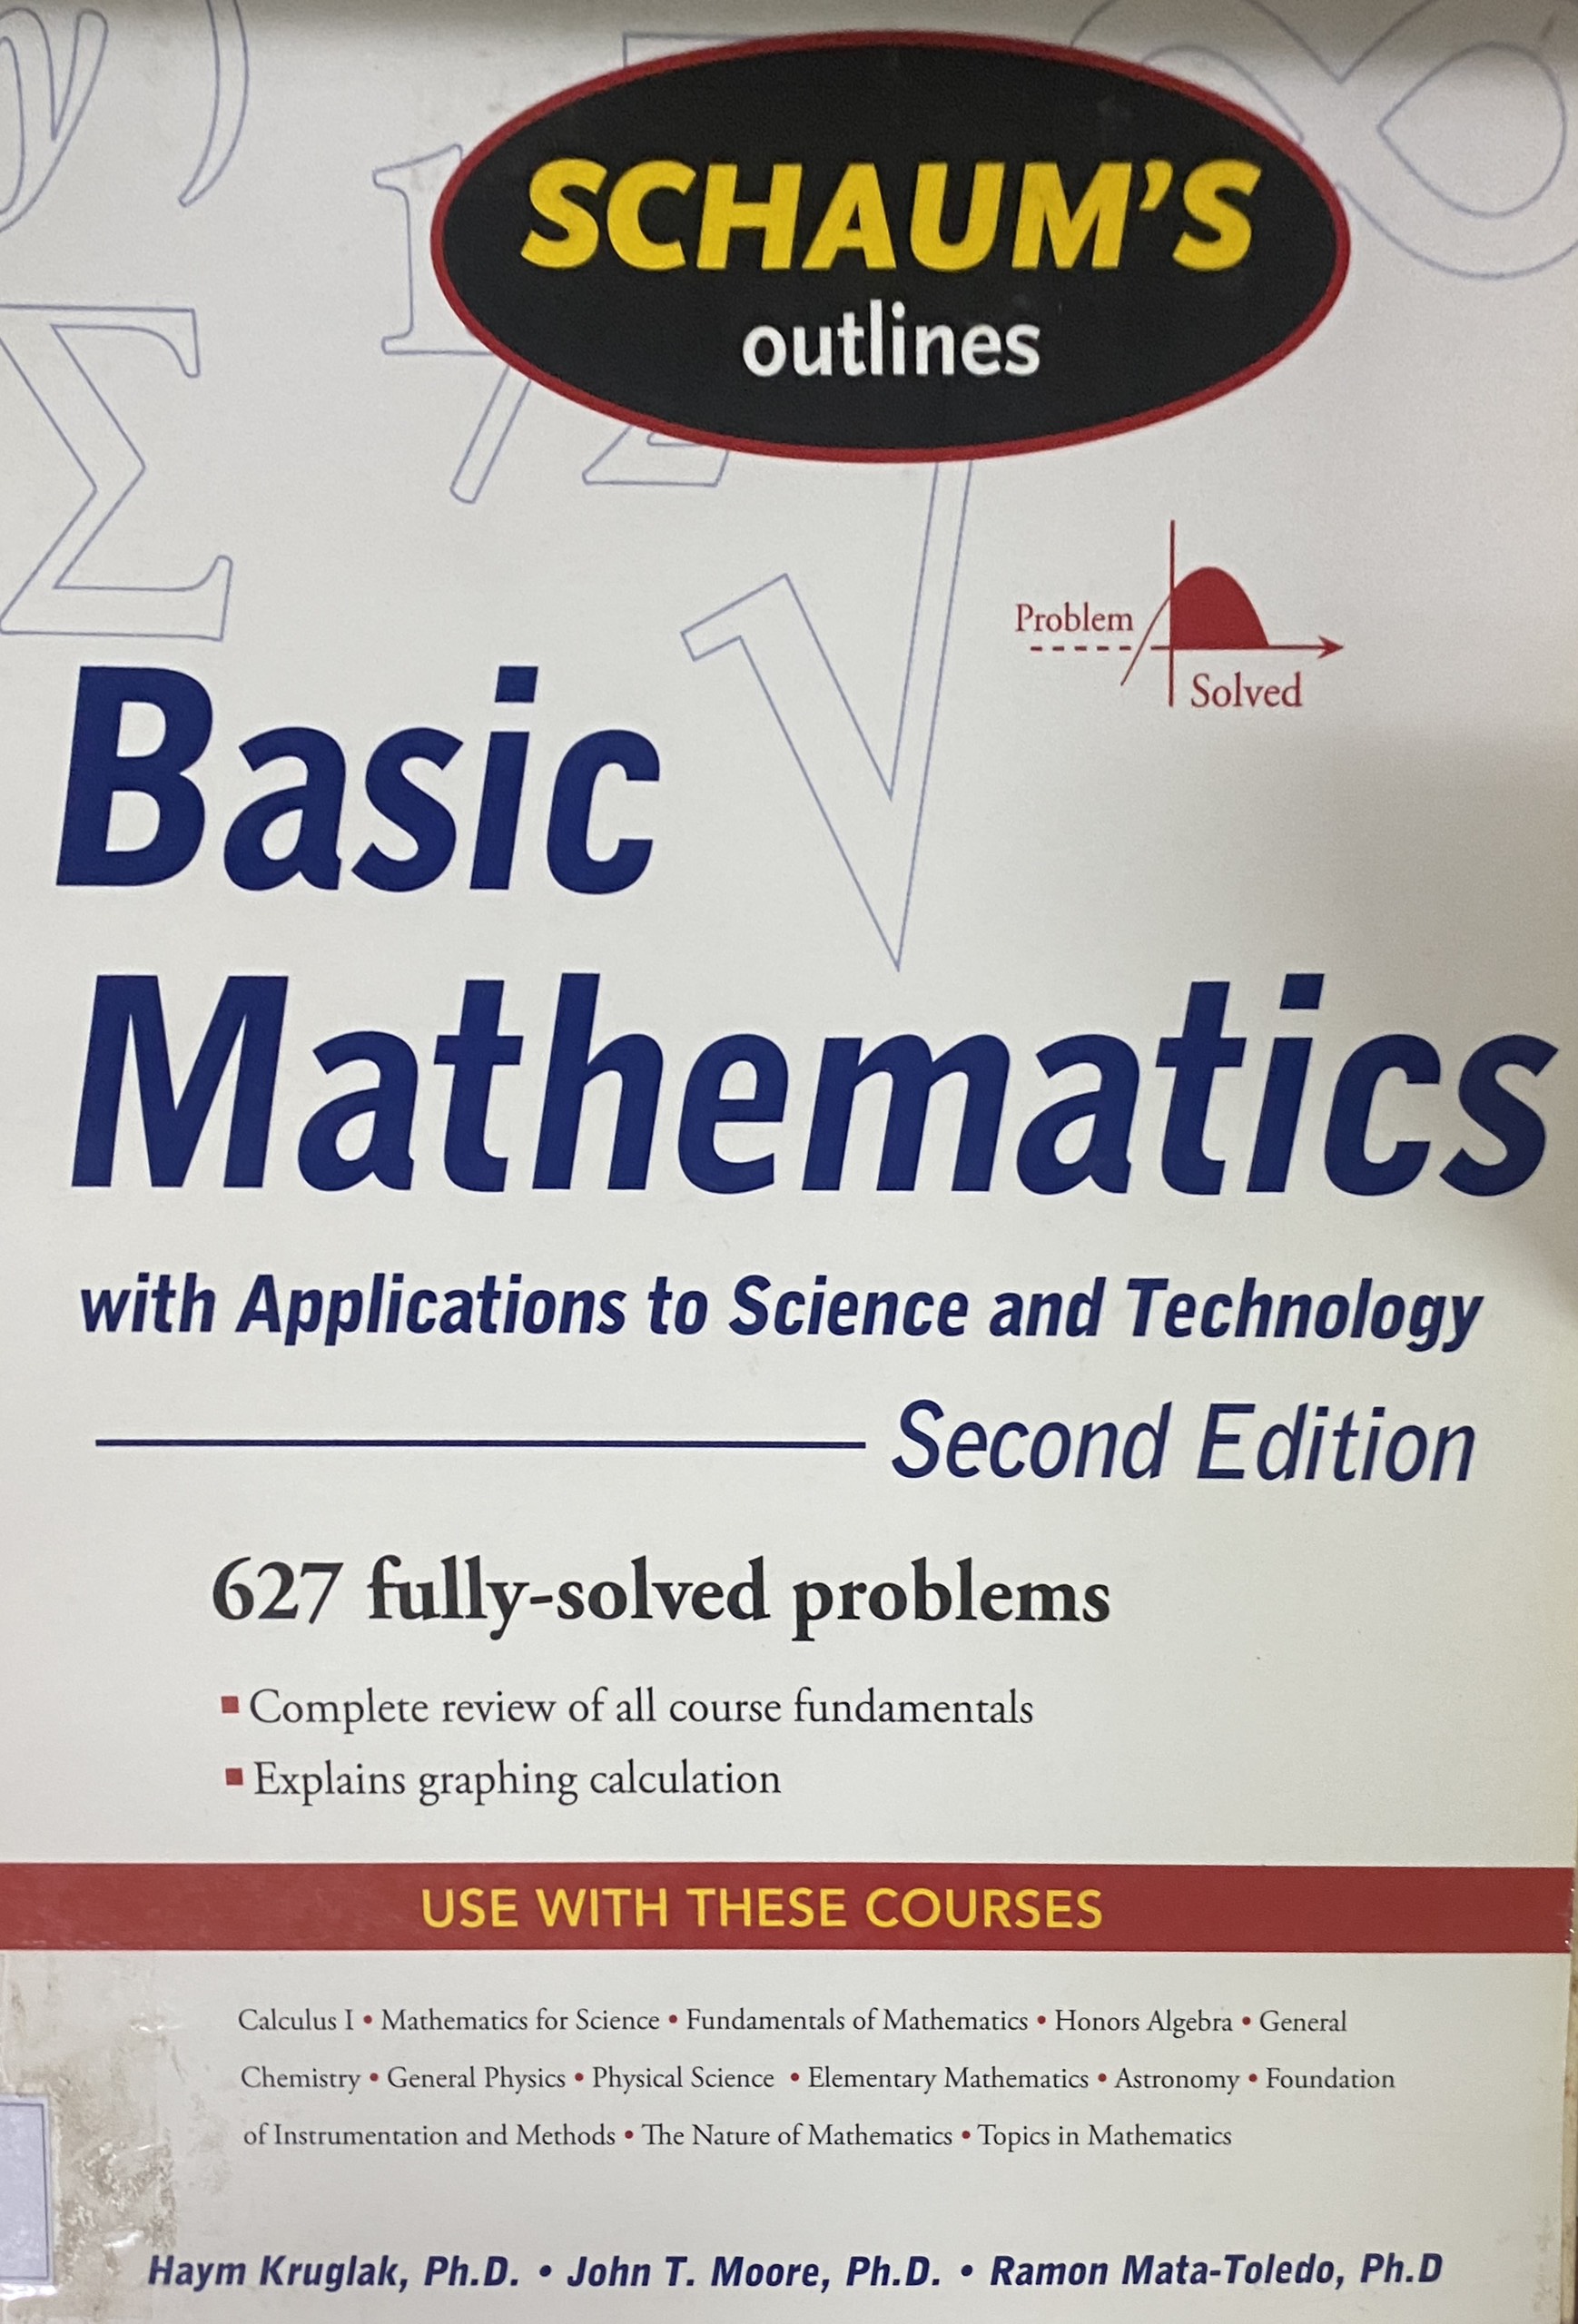 SCHAUM'S
outlines
Problem
Solved
Basic
Mathematics
with Applications to Science and Technology
Second Edition
627 fully-solved problems
▪ Complete review of all course fundamentals
▪ Explains graphing calculation
USE WITH THESE COURSES
Calculus I • Mathematics for Science • Fundamentals of Mathematics • Honors Algebra • General
Chemistry • General Physics • Physical Science • Elementary Mathematics • Astronomy • Foundation
of Instrumentation and Methods • The Nature of Mathematics • Topics in Mathematics
Haym Kruglak, Ph.D. • John T. Moore, Ph.D. • Ramon Mata-Toledo, Ph.D